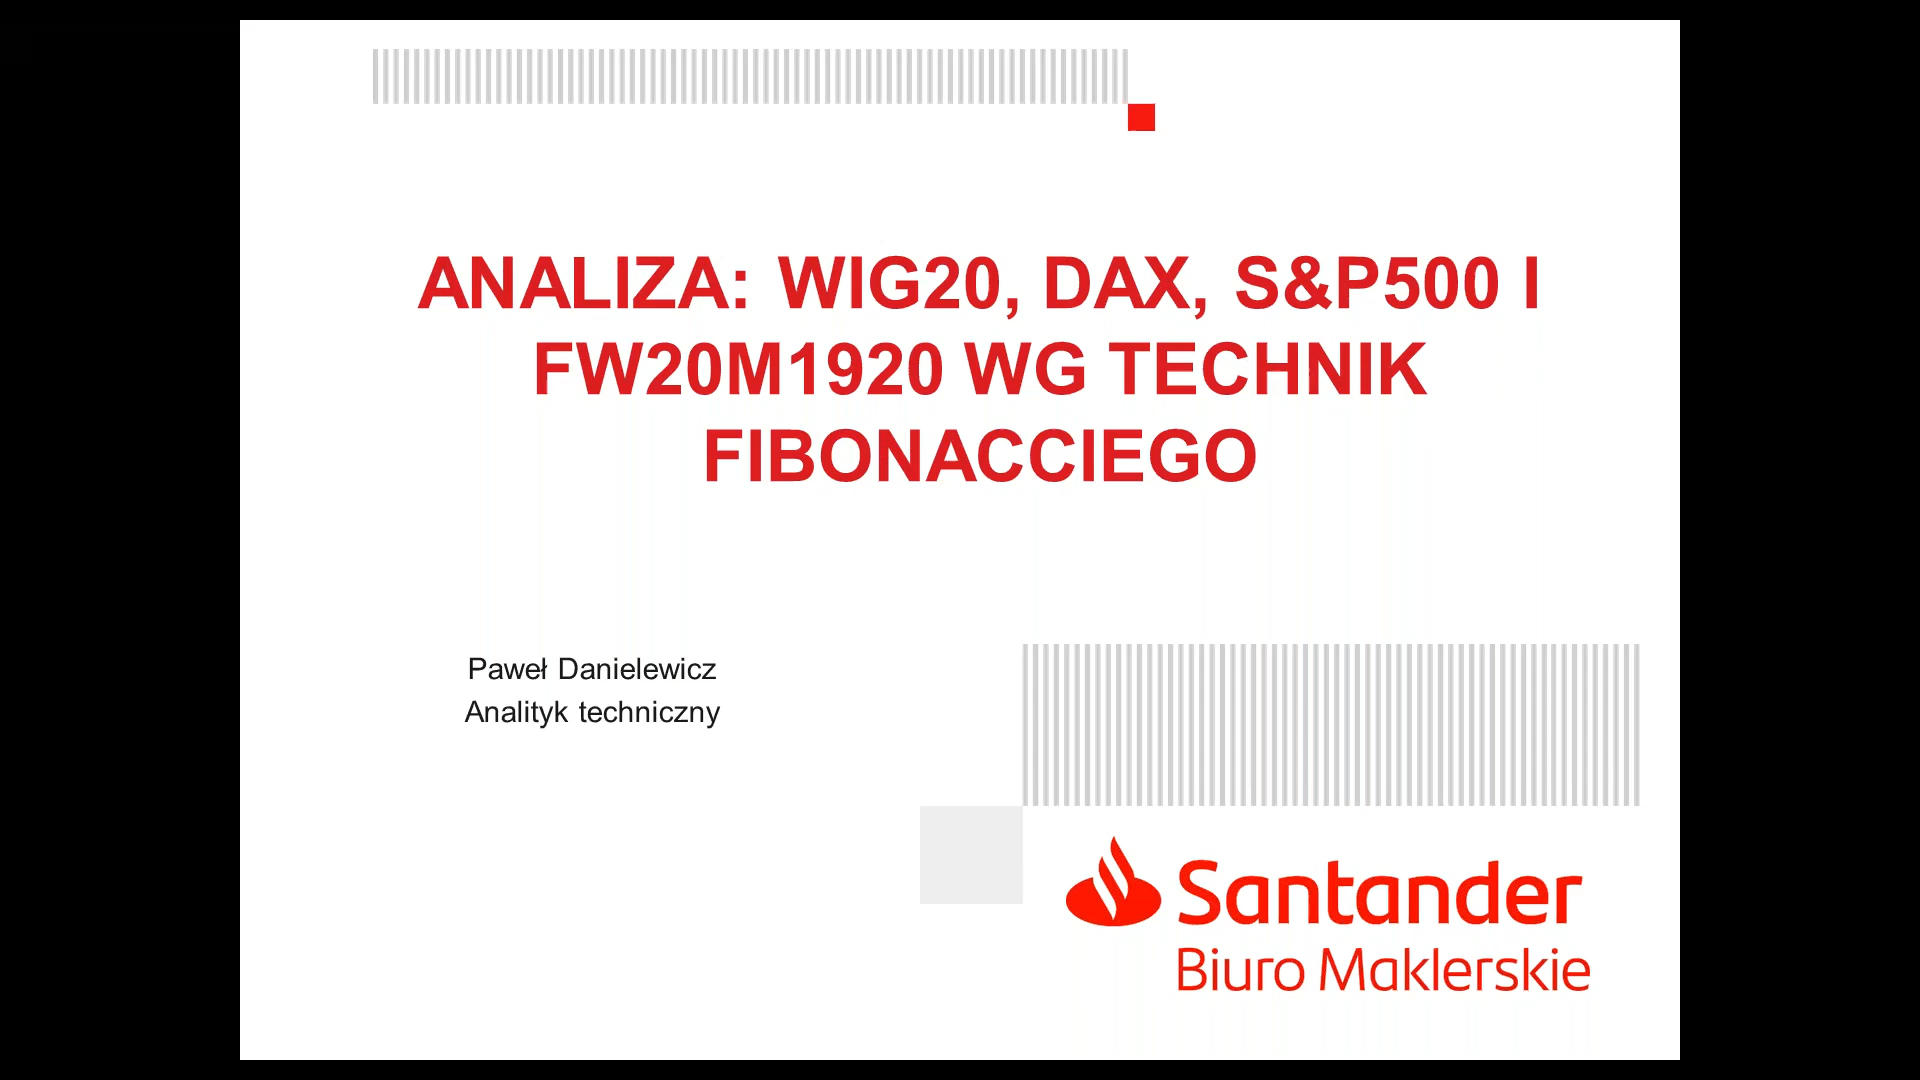 ANALIZA: WIG20, DAX, S&P500 I
FW20M1920 WG TECHNIK
FIBONACCIEGO
Paweł Danielewicz
Analityk techniczny
Santander
Biuro Maklerskie